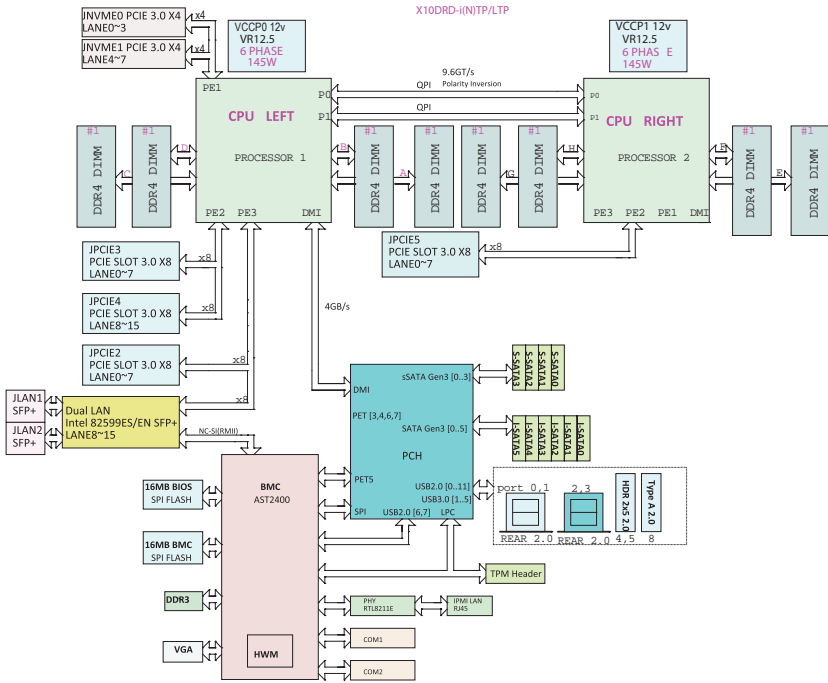 X10DRD-i(N)TP/LTP
JNVME0 PCIE 3.0 X4
LANE0~3
x4
JNVME1 PCIE 3.0 X4
LANE4~7
x4
VCCP0 12v
VR12.5
6 PHASE
145W
VCCP1 12v
VR12.5
6 PHAS E
145W
PE1
P0
CPU LEFT
P1
PROCESSOR 1
PE2 PE3 DMI
9.6GT/s
QPI
Polarity Inversion
QPI
P0
P1
CPU RIGHT
PROCESSOR 2
PE3 PE2 PE1 DMI
#1
DDR4 DIMM
C
#1
DDR4 DIMM
D
B
#1
DDR4 DIMM
A
#1
DDR4 DIMM
#1
DDR4 DIMM
G
#1
DDR4 DIMM
H
F
#1
DDR4 DIMM
E
#1
DDR4 DIMM
JPCIE3
PCIE SLOT 3.0 X8
LANE0~7
x8
JPCIE4
PCIE SLOT 3.0 X8
LANE8~15
x8
JPCIE2
PCIE SLOT 3.0 X8
LANE0~7
x8
JPCIE5
PCIE SLOT 3.0 X8
LANE0~7
x8
4GB/s
JLAN1
SFP+
JLAN2
SFP+
Dual LAN
Intel 82599ES/EN SFP+
LANE8~15
x8
NC-SI(RMII)
sSATA Gen3 [0..3]
DMI
PET [3,4,6,7]
SATA Gen3 [0..5]
PCH
PET5
USB2.0 [0..11]
USB3.0 [1..5]
SPI
USB2.0 [6,7]
LPC
S-SATA3
S-SATA2
S-SATA1
S-SATA0
I-SATA5
I-SATA4
I-SATA3
I-SATA2
I-SATA1
I-SATA0
port 0,1
REAR 2.0
2,3
REAR 2.0
HDR 2x5 2.0
4,5
Type A 2.0
8
BMC
AST2400
HWM
16MB BIOS
SPI FLASH
16MB BMC
SPI FLASH
DDR3
VGA
TPM Header
PHY
RTL8211E
IPMI LAN
RJ45
COM1
COM2